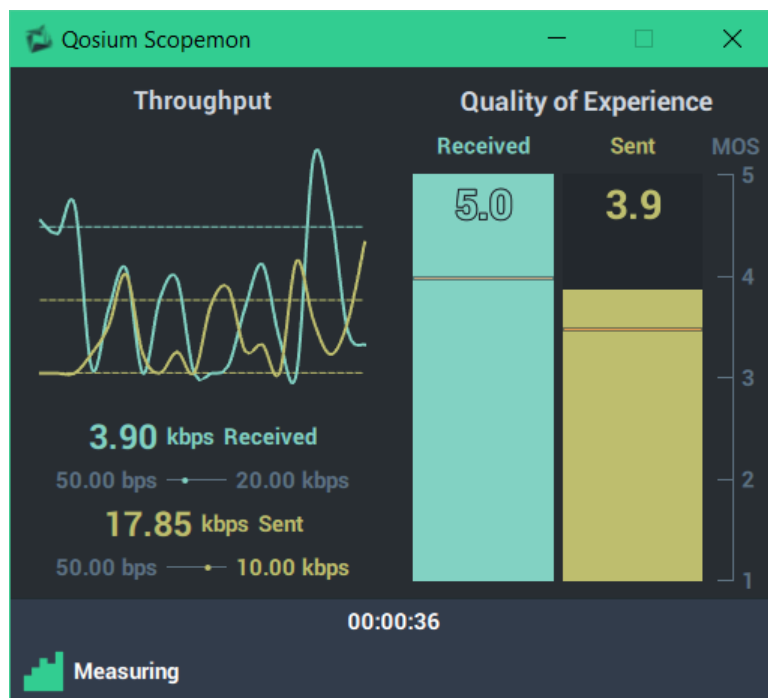 Qosium Scopemon
Throughput
3.90 kbps Received
50.00 bps 20.00 kbps
17.85 kbps Sent
50.00 bps 10.00 kbps
Quality of Experience
Received Sent MOS
5.0 3.9
5
4
3
2
1
00:00:36
Measuring